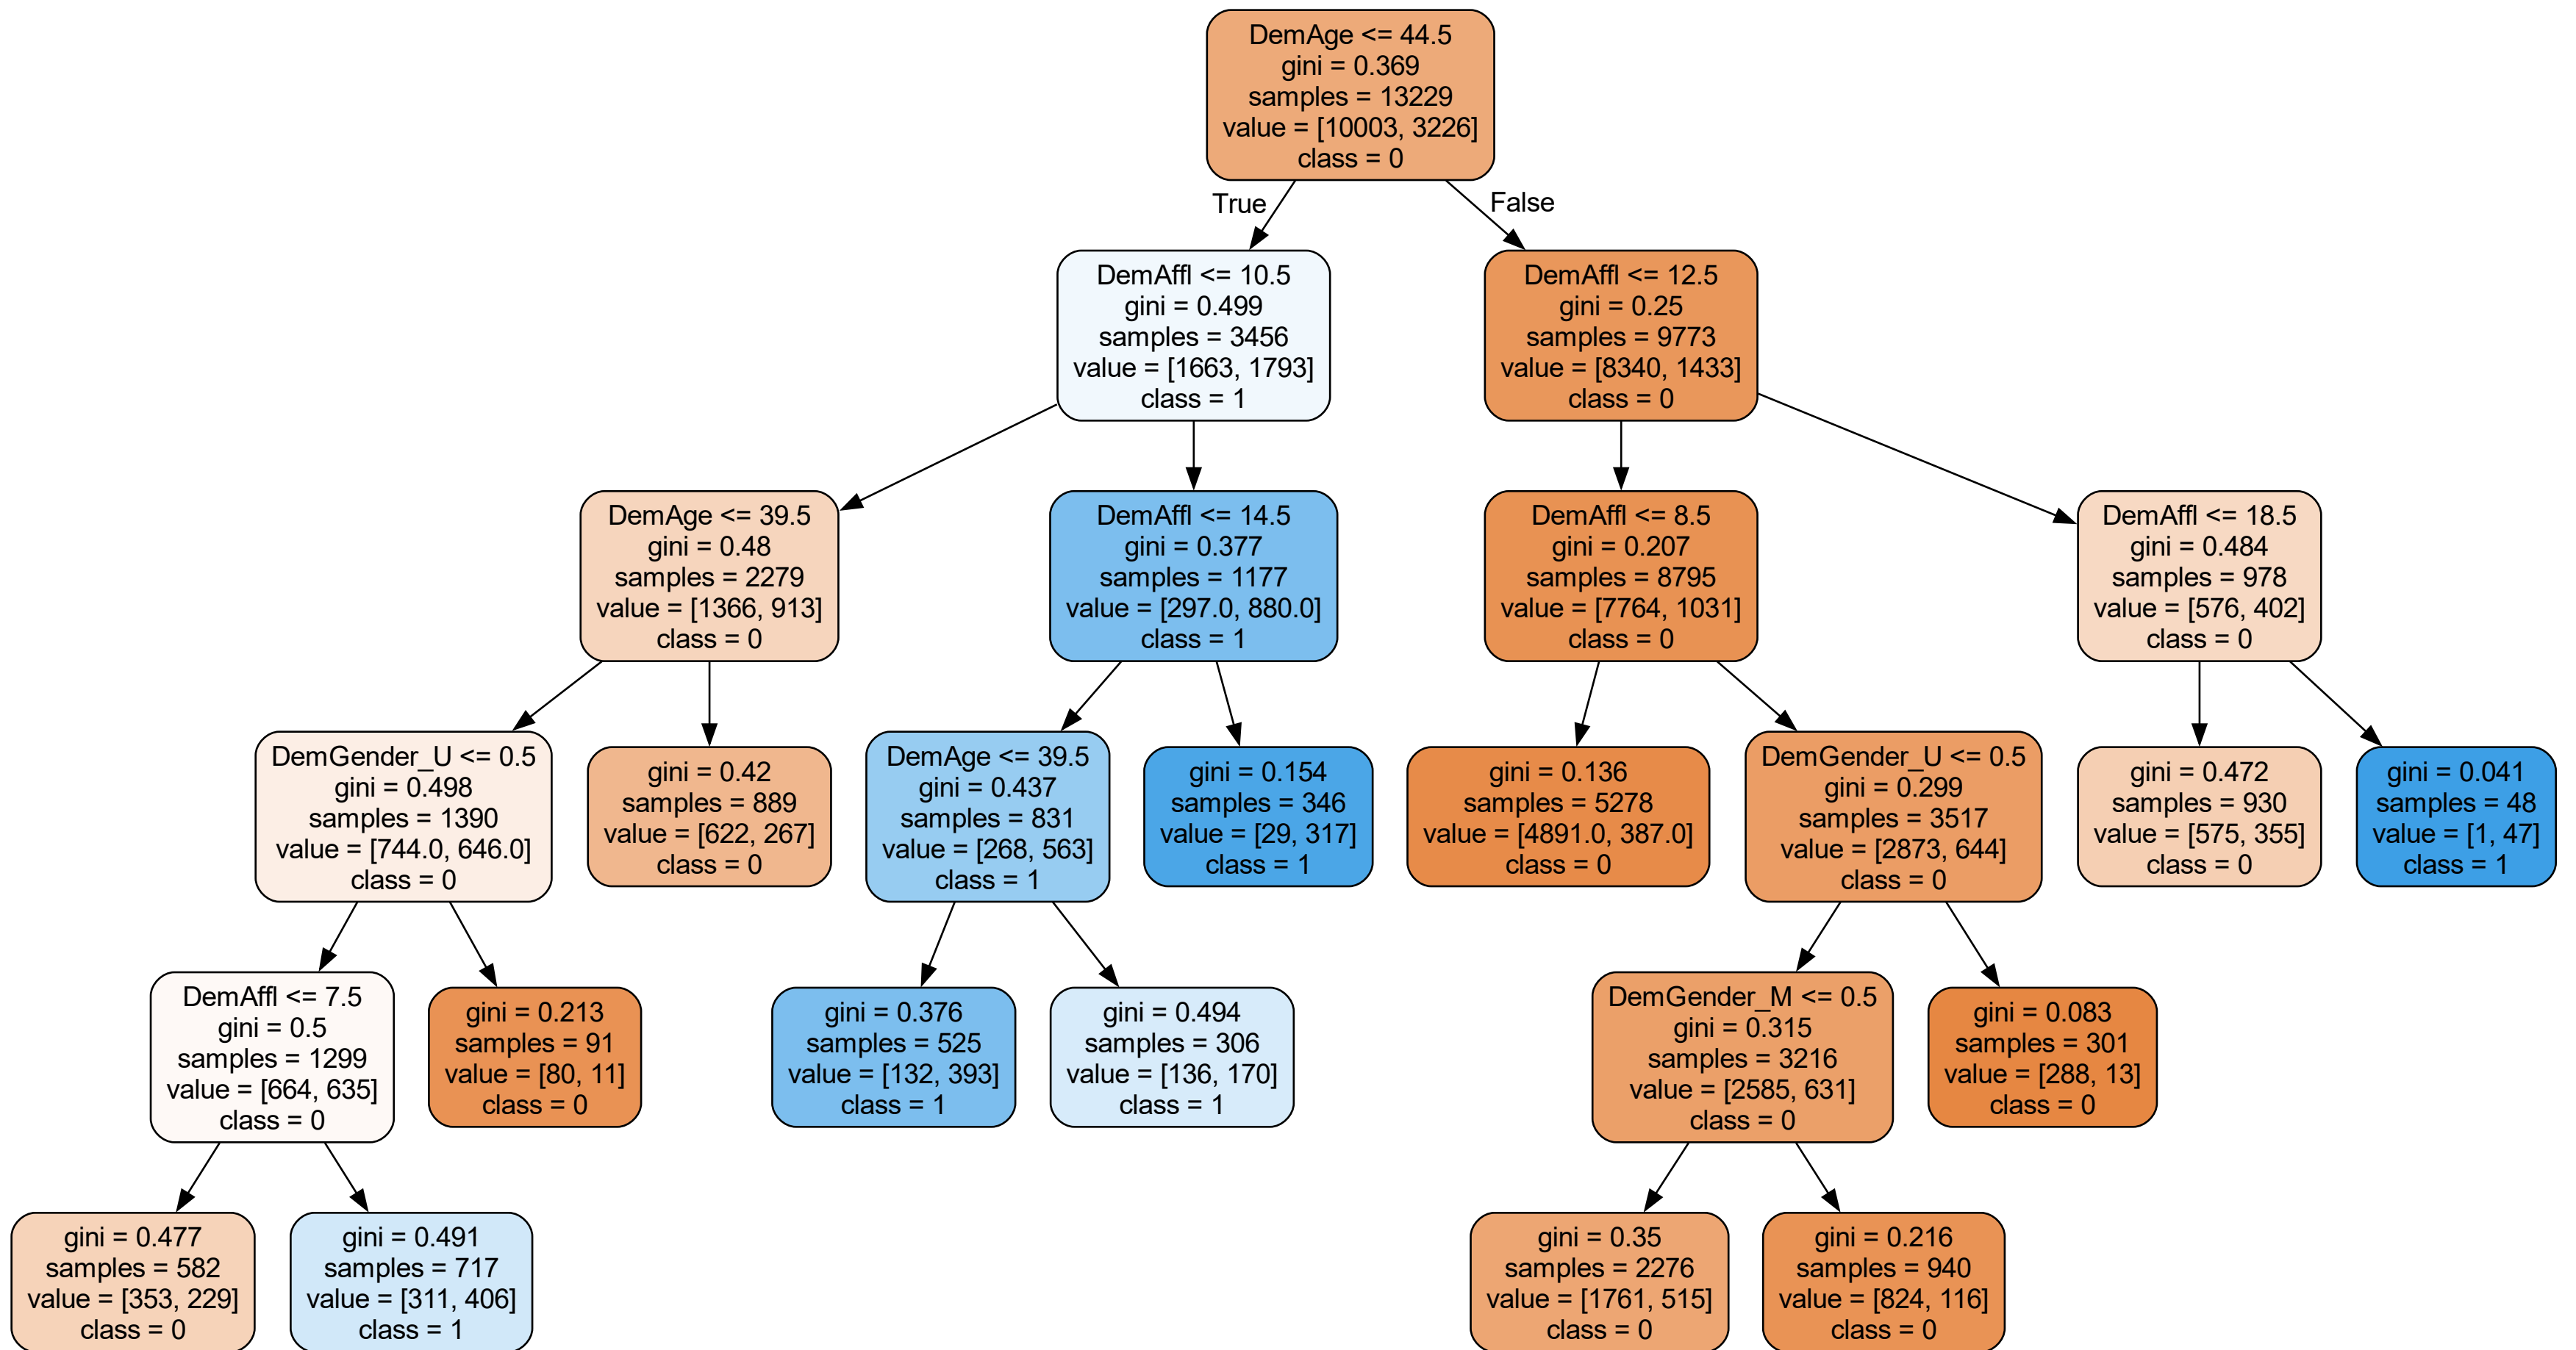 DemAge <= 44.5
gini = 0.369
samples = 13229
value = [10003, 3226]
class = 0
True
False
DemAffl <= 10.5
gini = 0.499
samples = 3456
value = [1663, 1793]
class = 1
DemAffl <= 12.5
gini = 0.25
samples = 9773
value = [8340, 1433]
class = 0
DemAge <= 39.5
gini = 0.48
samples = 2279
value = [1366, 913]
class = 0
DemAffl <= 14.5
gini = 0.377
samples = 1177
value = [297.0, 880.0]
class = 1
DemAffl <= 8.5
gini = 0.207
samples = 8795
value = [7764, 1031]
class = 0
DemAffl <= 18.5
gini = 0.484
samples = 978
value = [576, 402]
class = 0
DemGender_U <= 0.5
gini = 0.498
samples = 1390
value = [744.0, 646.0]
class = 0
gini = 0.42
samples = 889
value = [622, 267]
class = 0
DemAge <= 39.5
gini = 0.437
samples = 831
value = [268, 563]
class = 1
gini = 0.154
samples = 346
value = [29, 317]
class = 1
gini = 0.136
samples = 5278
value = [4891.0, 387.0]
class = 0
DemGender_U <= 0.5
gini = 0.299
samples = 3517
value = [2873, 644]
class = 0
gini = 0.472
samples = 930
value = [575, 355]
class = 0
gini = 0.041
samples = 48
value = [1, 47]
class = 1
DemAffl <= 7.5
gini = 0.5
samples = 1299
value = [664, 635]
class = 0
gini = 0.213
samples = 91
value = [80, 11]
class = 0
gini = 0.376
samples = 525
value = [132, 393]
class = 1
gini = 0.494
samples = 306
value = [136, 170]
class = 1
DemGender_M <= 0.5
gini = 0.315
samples = 3216
value = [2585, 631]
class = 0
gini = 0.083
samples = 301
value = [288, 13]
class = 0
gini = 0.477
samples = 582
value = [353, 229]
class = 0
gini = 0.491
samples = 717
value = [311, 406]
class = 1
gini = 0.35
samples = 2276
value = [1761, 515]
class = 0
gini = 0.216
samples = 940
value = [824, 116]
class = 0